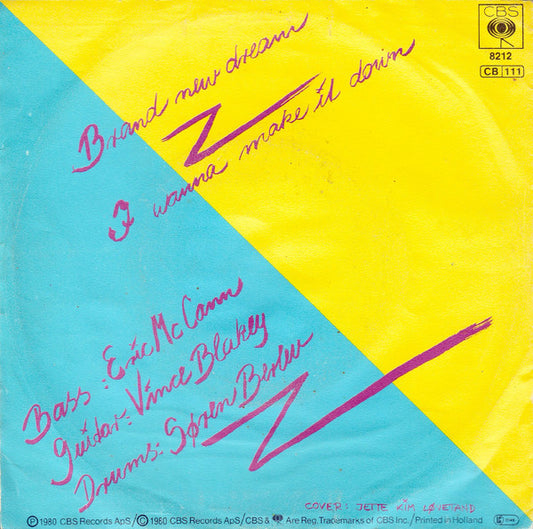 CBS
8212
CB 111
Brand new dream
I wanna make it down
Bass: Eric McCann
guitar: Vince Blakey
Drums: Søren Berlev
COVER: JETTE KIM LØVETAND
Ⓟ 1980 CBS Records ApS/Ⓒ 1980 CBS Records ApS/CBS & Are Reg. Trademarks of CBS Inc./Printed in Holland